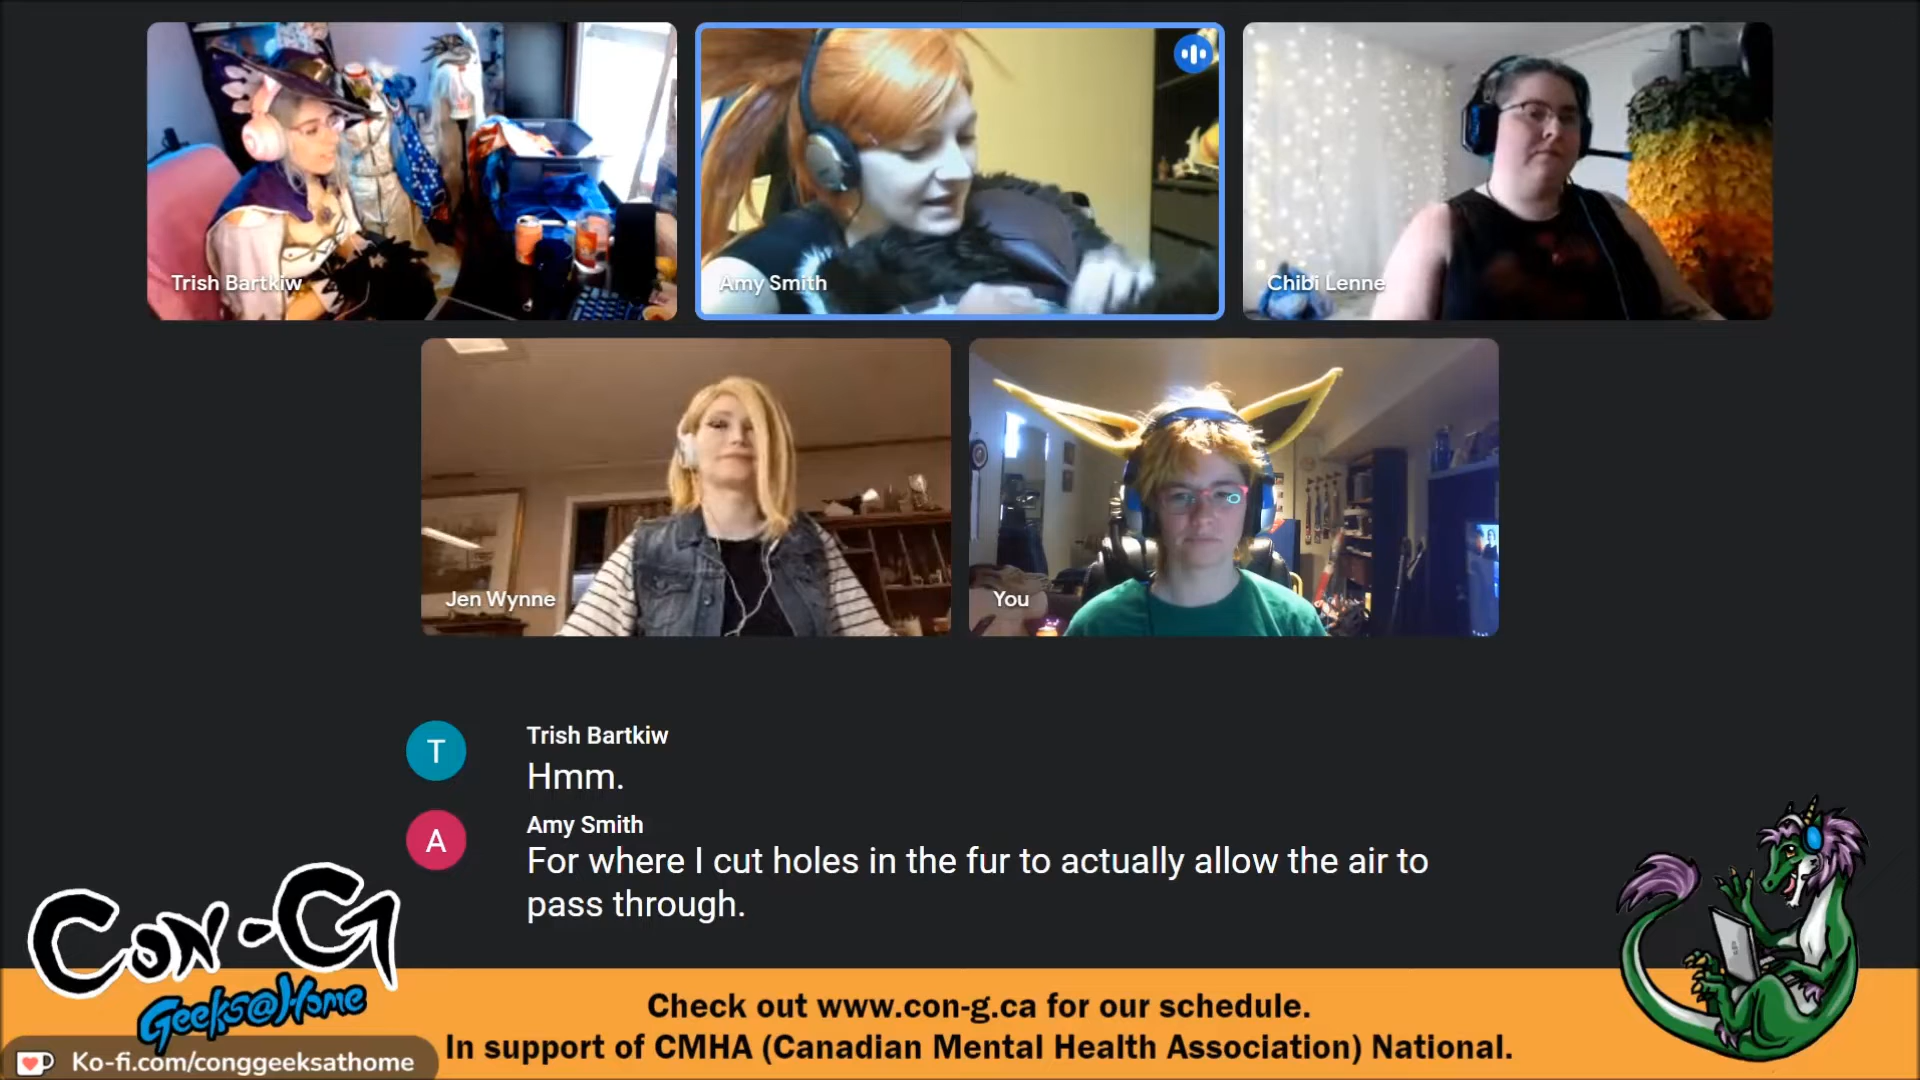 Trish Bartkiw
Amy Smith
Chibi Lenne
Jen Wynne
You
T
Trish Bartkiw
Hmm.
A
Amy Smith
For where I cut holes in the fur to actually allow the air to
pass through.
Con-G
Geeks@Home
Check out www.con-g.ca for our schedule.
In support of CMHA (Canadian Mental Health Association) National.
Ko-fi.com/conggeeksathome